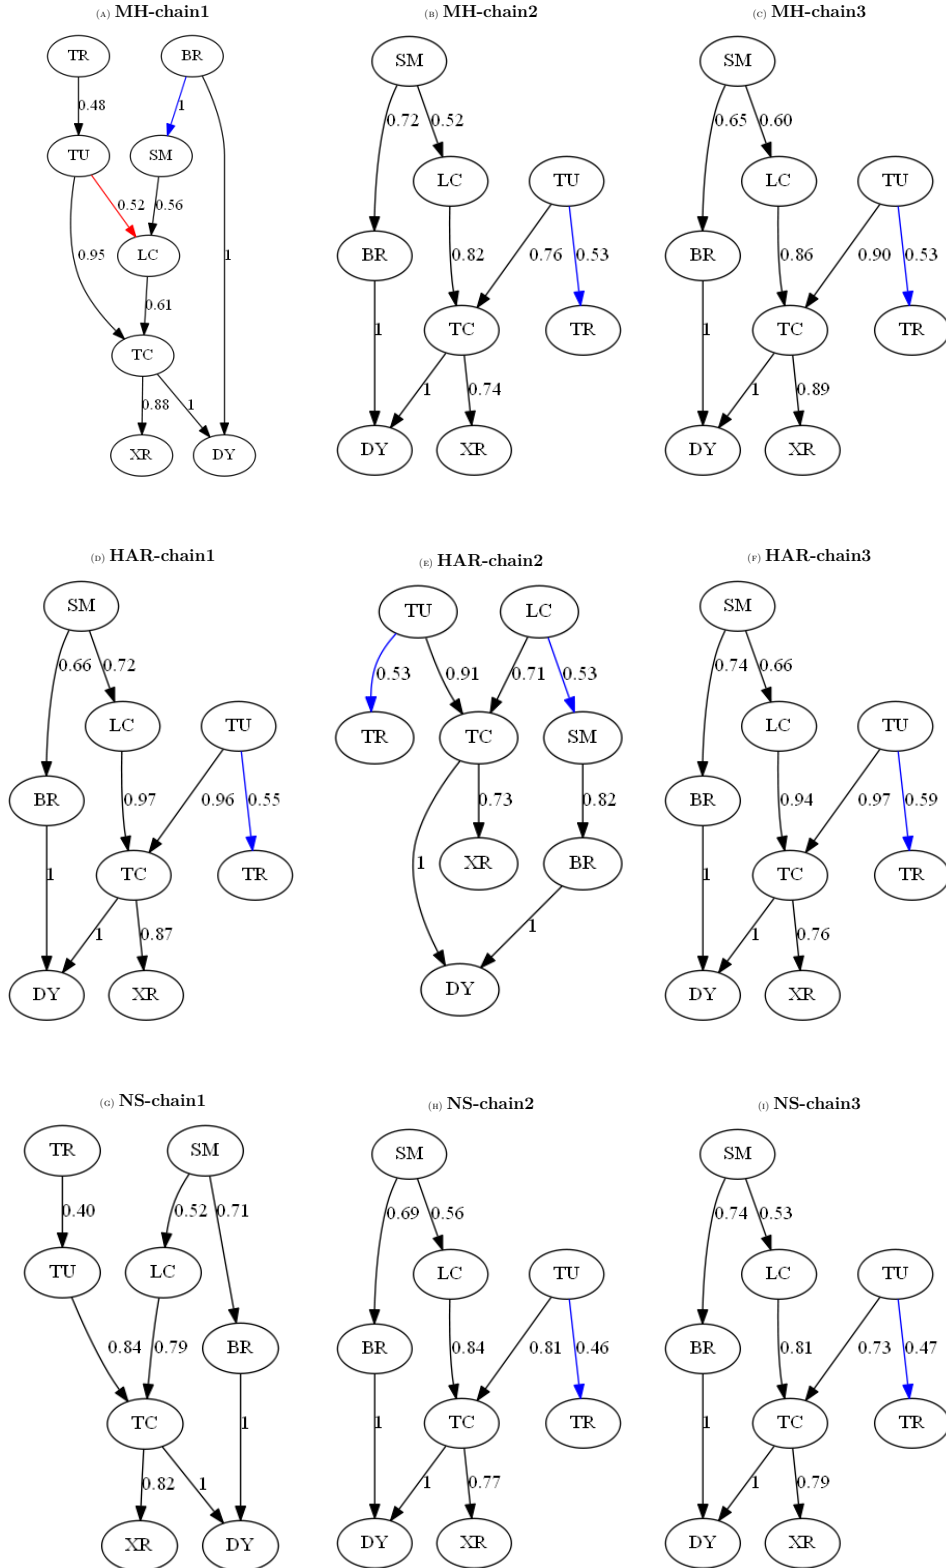 (A) MH-chain1
(B) MH-chain2
(C) MH-chain3
TR
BR
0.48
1
TU
SM
0.52
0.56
LC
0.95
1
0.61
TC
0.88
1
XR
DY
SM
0.72
0.52
LC
TU
BR
0.82
0.76
0.53
TC
TR
1
1
0.74
DY
XR
SM
0.65
0.60
LC
TU
BR
0.86
0.90
0.53
TC
TR
1
1
0.89
DY
XR
(D) HAR-chain1
(E) HAR-chain2
(F) HAR-chain3
SM
0.66
0.72
LC
TU
BR
0.97
0.96
0.55
TC
TR
1
1
0.87
DY
XR
TU
LC
0.53
0.91
0.71
0.53
TR
TC
SM
0.73
0.82
1
XR
BR
1
DY
SM
0.74
0.66
LC
TU
BR
0.94
0.97
0.59
TC
TR
1
1
0.76
DY
XR
(G) NS-chain1
(H) NS-chain2
(I) NS-chain3
TR
SM
0.40
0.52
0.71
TU
LC
0.84
0.79
BR
TC
1
0.82
1
XR
DY
SM
0.69
0.56
LC
TU
BR
0.84
0.81
0.46
TC
TR
1
1
0.77
DY
XR
SM
0.74
0.53
LC
TU
BR
0.81
0.73
0.47
TC
TR
1
1
0.79
DY
XR